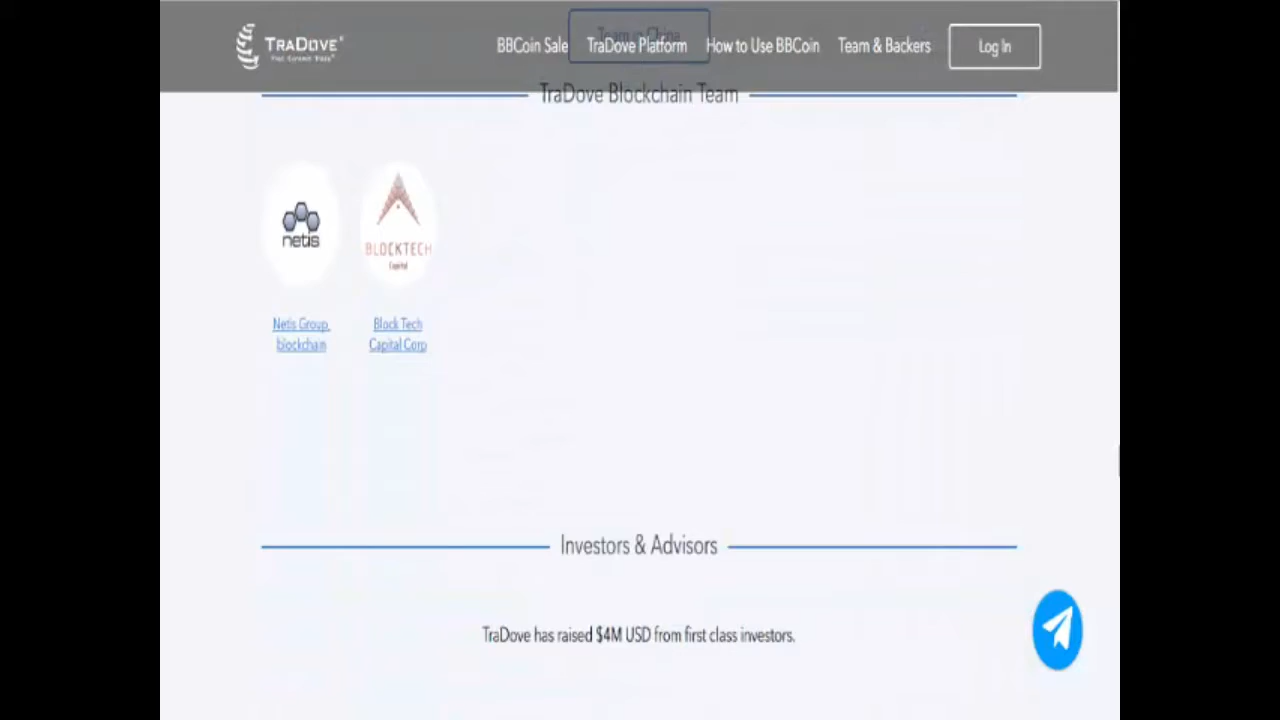 TRADOVE
BBCoin Sale TraDove Platform How to Use BBCoin Team & Backers Log In
TraDove Blockchain Team
netis
BLOCKTECH
Capital
Netis Group,
blockchain
Block Tech
Capital Corp
Investors & Advisors
TraDove has raised $4M USD from first class investors.